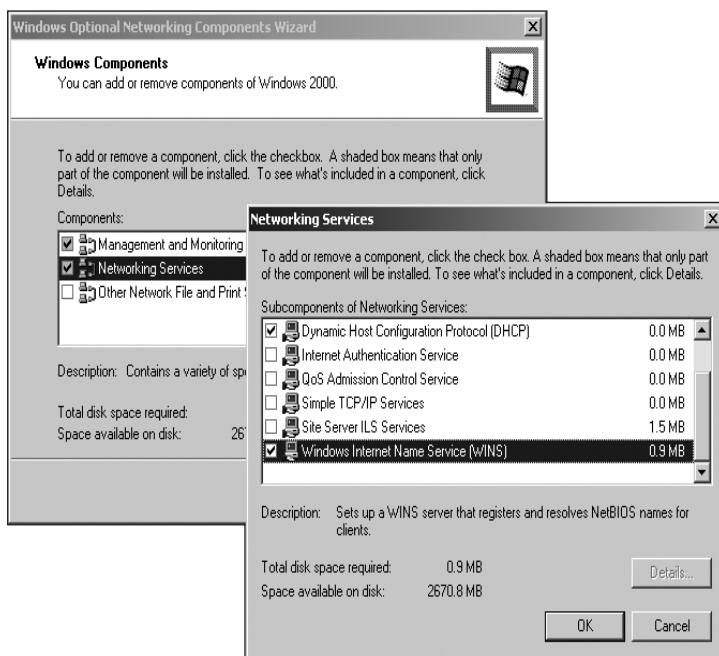 Windows Optional Networking Components Wizard
Windows Components
You can add or remove components of Windows 2000.
To add or remove a component, click the checkbox. A shaded box means that only
part of the component will be installed. To see what's included in a component, click
Details.
Components:
Management and Monitoring
Networking Services
Other Network File and Print
Description: Contains a variety of
Total disk space required:
Space available on disk:
Networking Services
To add or remove a component, click the check box. A shaded box means that only part
of the component will be installed. To see what's included in a component, click Details.
Subcomponents of Networking Services:
Dynamic Host Configuration Protocol (DHCP) 0.0 MB
Internet Authentication Service 0.0 MB
QoS Admission Control Service 0.0 MB
Simple TCP/IP Services 0.0 MB
Site Server ILS Services 1.5 MB
Windows Internet Name Service (WINS) 0.9 MB
Description: Sets up a WINS server that registers and resolves NetBIOS names for
clients.
Total disk space required: 0.9 MB
Space available on disk: 2670.8 MB
Details...
OK
Cancel